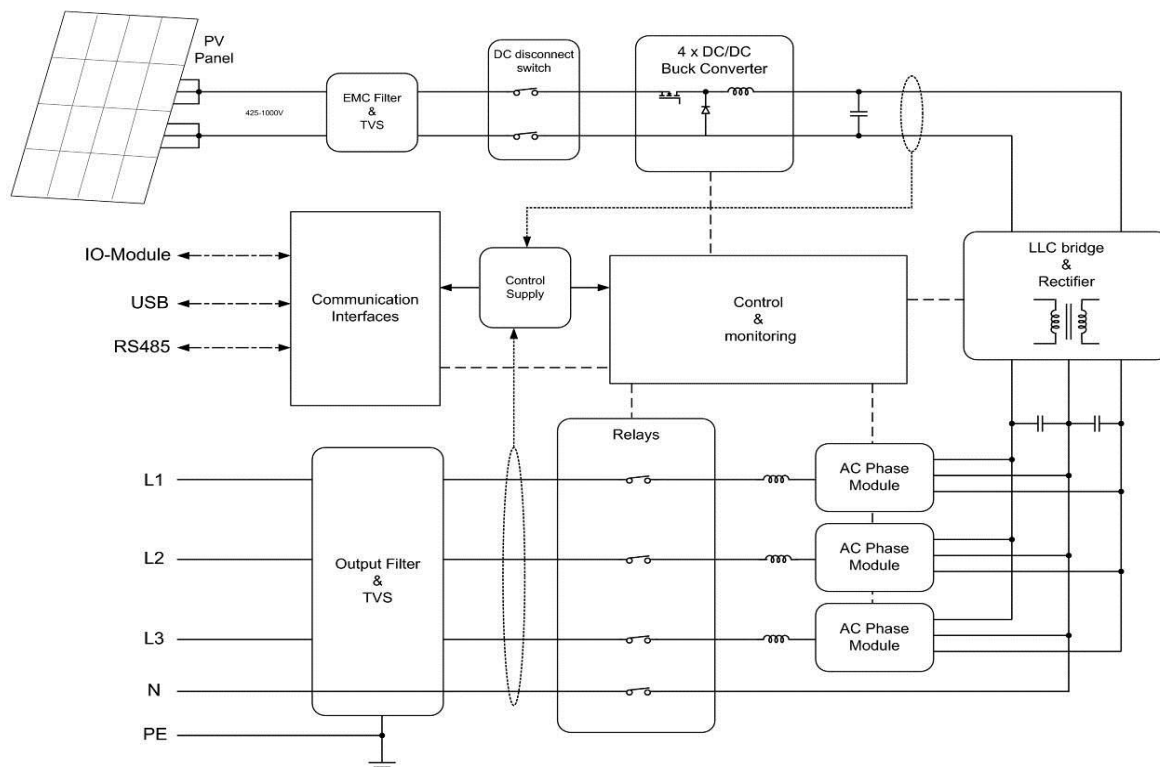 PV
Panel
425-1000V
EMC Filter
&
TVS
DC disconnect
switch
4 x DC/DC
Buck Converter
IO-Module
USB
RS485
Communication
Interfaces
Control
Supply
Control
&
monitoring
LLC bridge
&
Rectifier
Relays
L1
L2
L3
N
PE
Output Filter
&
TVS
AC Phase
Module
AC Phase
Module
AC Phase
Module